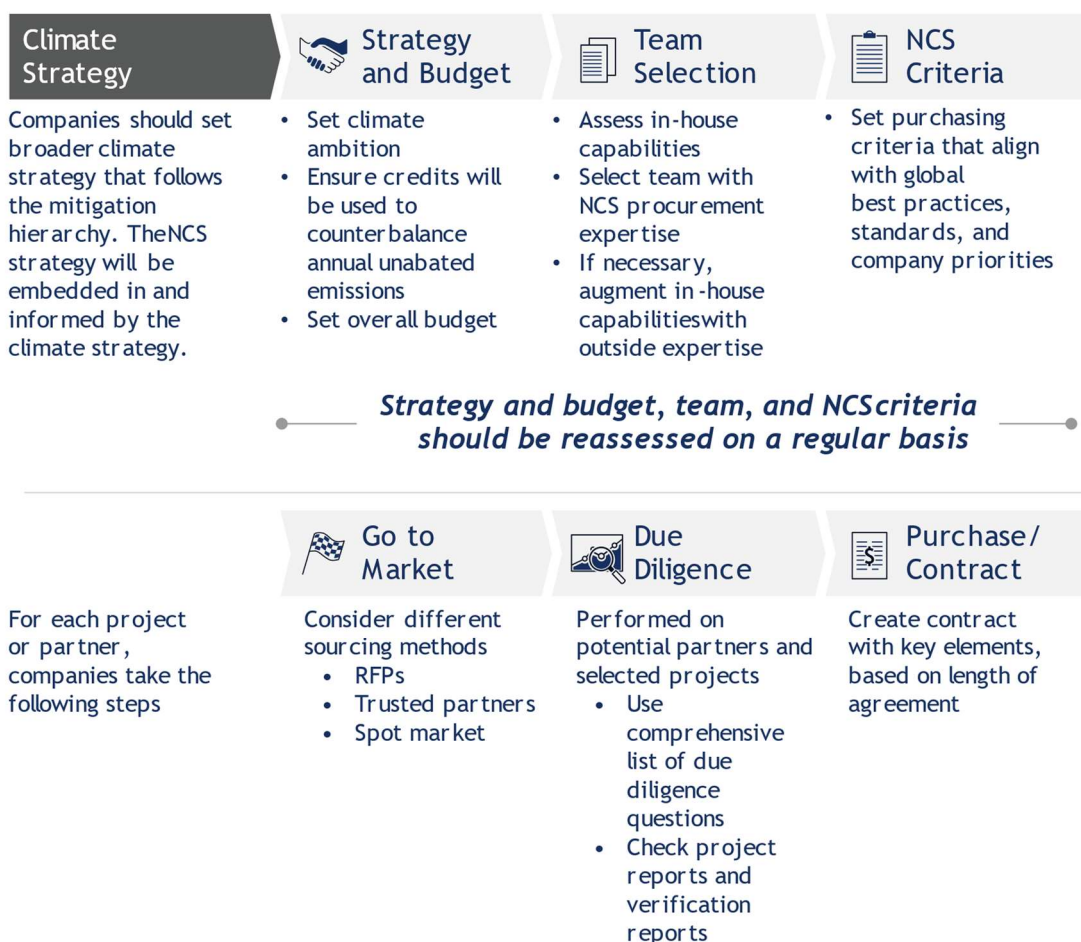 Climate
Strategy
Companies should set
broader climate
strategy that follows
the mitigation
hierarchy. TheNCS
strategy will be
embedded in and
informed by the
climate strategy.
Strategy
and Budget
• Set climate
ambition
• Ensure credits will
be used to
counterbalance
annual unabated
emissions
• Set overall budget
Team
Selection
• Assess in-house
capabilities
• Select team with
NCS procurement
expertise
• If necessary,
augment in-house
capabilitieswith
outside expertise
NCS
Criteria
• Set purchasing
criteria that align
with global
best practices,
standards, and
company priorities
Strategy and budget, team, and NCScriteria
should be reassessed on a regular basis
For each project
or partner,
companies take the
following steps
Go to
Market
Consider different
sourcing methods
• RFPs
• Trusted partners
• Spot market
Due
Diligence
Performed on
potential partners and
selected projects
• Use
comprehensive
list of due
diligence
questions
• Check project
reports and
verification
reports
$
Purchase/
Contract
Create contract
with key elements,
based on length of
agreement